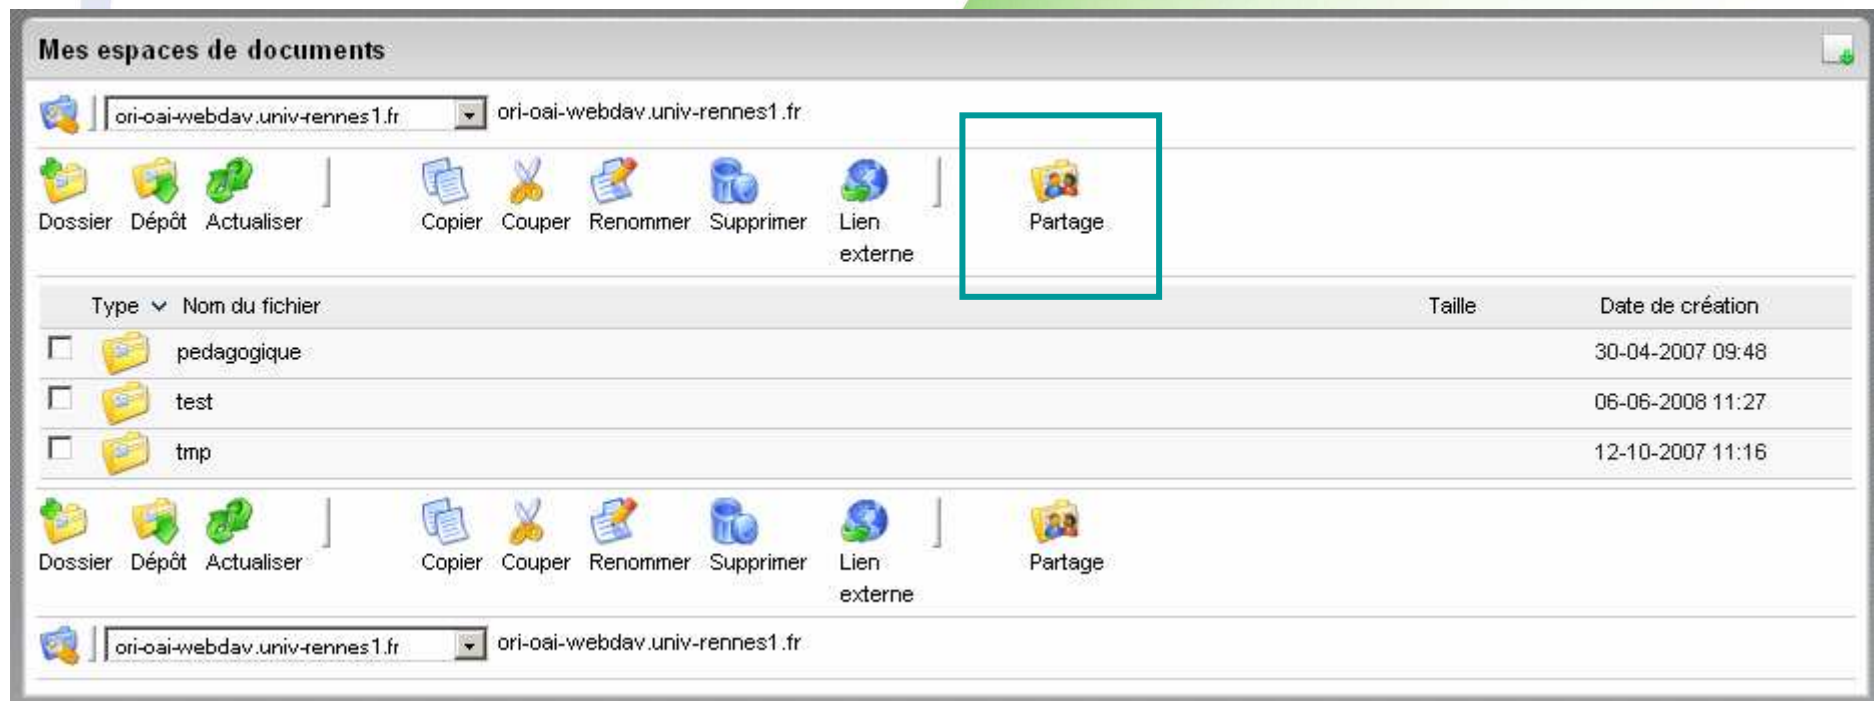 Mes espaces de documents
ori-oai-webdav.univ-rennes1.fr ori-oai-webdav.univ-rennes1.fr
Dossier Dépôt Actualiser Copier Couper Renommer Supprimer Lien externe Partage
Type Nom du fichier Taille Date de création
pedagogique 30-04-2007 09:48
test 06-06-2008 11:27
tmp 12-10-2007 11:16
Dossier Dépôt Actualiser Copier Couper Renommer Supprimer Lien externe Partage
ori-oai-webdav.univ-rennes1.fr ori-oai-webdav.univ-rennes1.fr